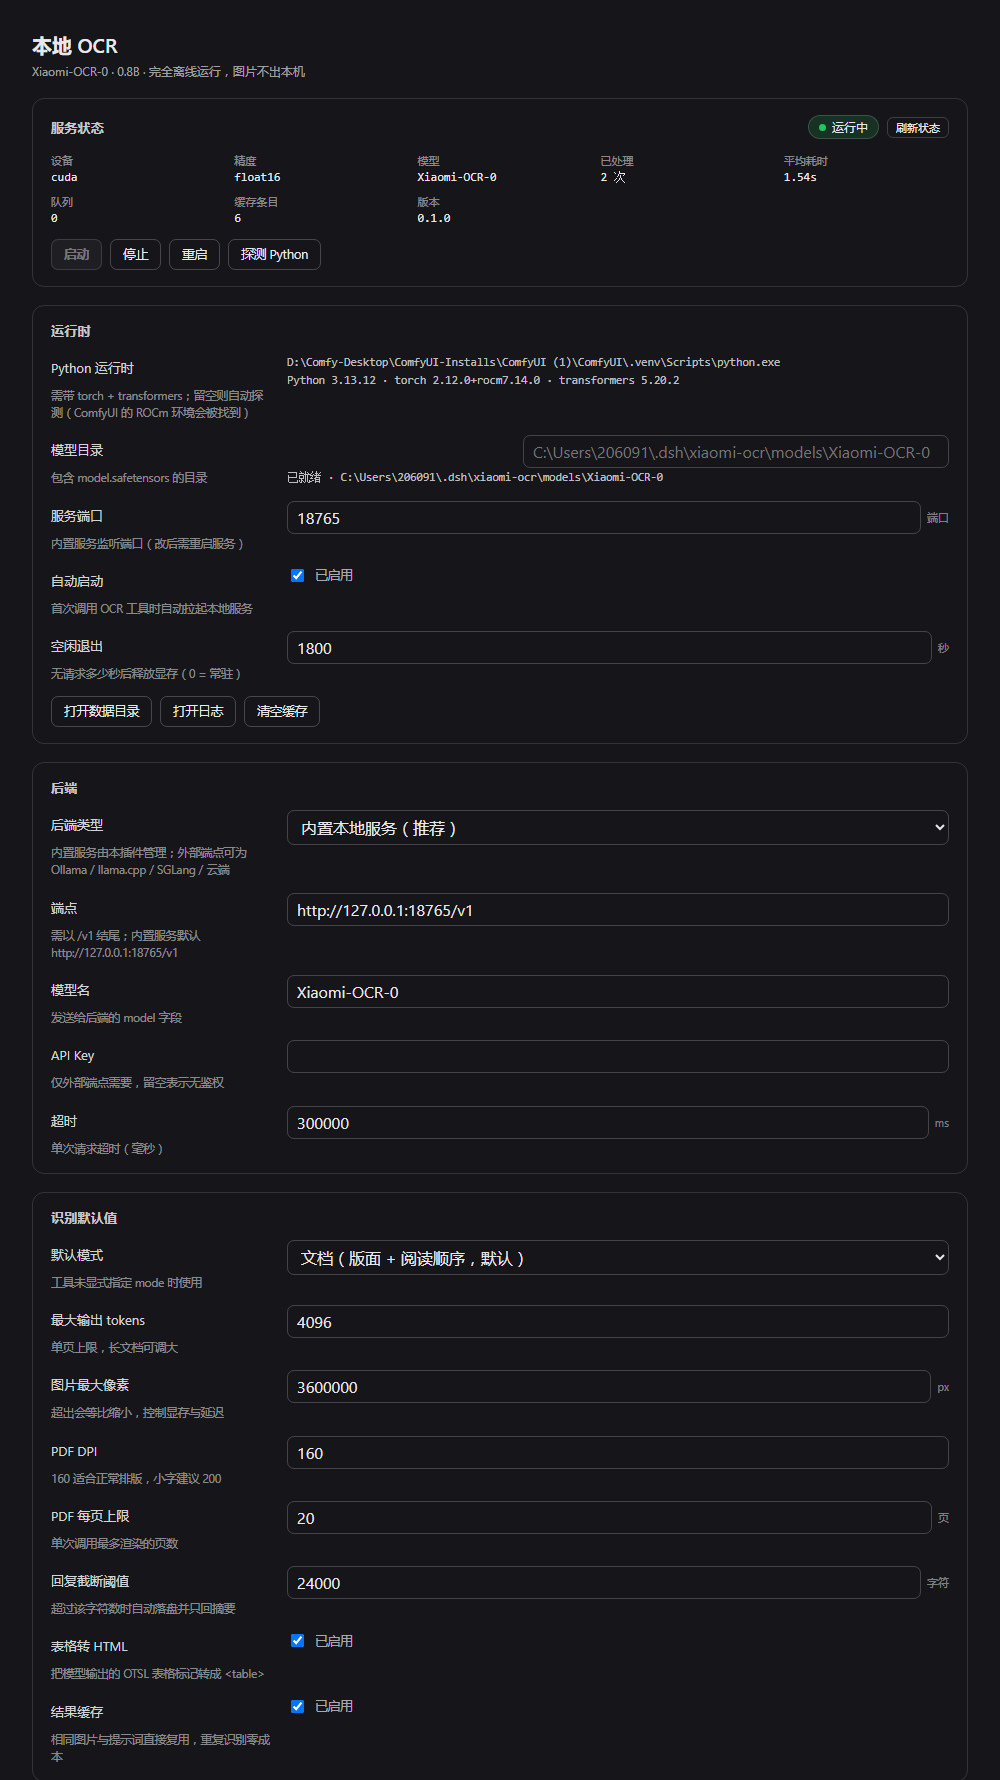 本地 OCR
Xiaomi-OCR-0 · 0.8B · 完全离线运行，图片不出本机
服务状态
运行中
刷新状态
设备
精度
模型
已处理
平均耗时
cuda
float16
Xiaomi-OCR-0
2 次
1.54s
队列
缓存条目
版本
0
6
0.1.0
启动
停止
重启
探测 Python
运行时
Python 运行时
D:\Comfy-Desktop\ComfyUI-Installs\ComfyUI (1)\ComfyUI\.venv\Scripts\python.exe
Python 3.13.12 · torch 2.12.0+rocm7.14.0 · transformers 5.20.2
需带 torch + transformers；留空则自动探
测（ComfyUI 的 ROCm 环境会被找到）
模型目录
C:\Users\206091\.dsh\xiaomi-ocr\models\Xiaomi-OCR-0
包含 model.safetensors 的目录
已就绪 · C:\Users\206091\.dsh\xiaomi-ocr\models\Xiaomi-OCR-0
服务端口
18765
端口
内置服务监听端口（改后需重启服务）
自动启动
已启用
首次调用 OCR 工具时自动拉起本地服务
空闲退出
1800
秒
无请求多少秒后释放显存（0 = 常驻）
打开数据目录
打开日志
清空缓存
后端
后端类型
内置本地服务（推荐）
内置服务由本插件管理；外部端点可为
Ollama / llama.cpp / SGLang / 云端
端点
http://127.0.0.1:18765/v1
需以 /v1 结尾；内置服务默认
http://127.0.0.1:18765/v1
模型名
Xiaomi-OCR-0
发送给后端的 model 字段
API Key
仅外部端点需要，留空表示无鉴权
超时
300000
ms
单次请求超时（毫秒）
识别默认值
默认模式
文档（版面 + 阅读顺序，默认）
工具未显式指定 mode 时使用
最大输出 tokens
4096
单页上限，长文档可调大
图片最大像素
3600000
px
超出会等比缩小，控制显存与延迟
PDF DPI
160
160 适合正常排版，小字建议 200
PDF 每页上限
20
页
单次调用最多渲染的页数
回复截断阈值
24000
字符
超过该字符数时自动落盘并只回摘要
表格转 HTML
已启用
把模型输出的 OTSL 表格标记转成 <table>
结果缓存
已启用
相同图片与提示词直接复用，重复识别零成
本